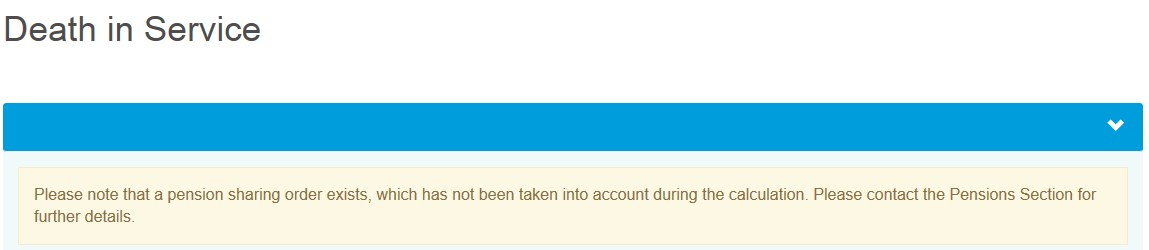 Death in Service
Please note that a pension sharing order exists, which has not been taken into account during the calculation. Please contact the Pensions Section for
further details.